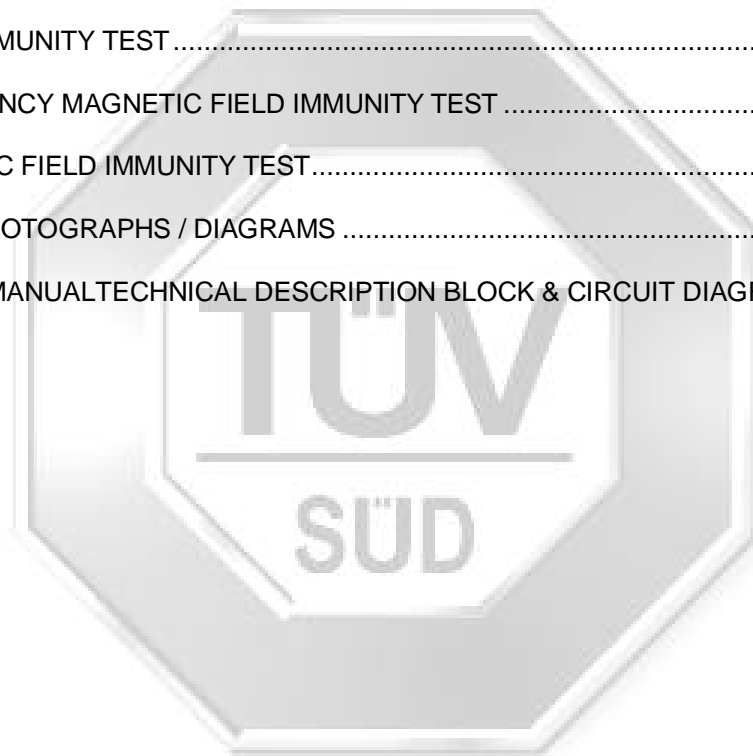 MUNITY TEST ...............................................................................
NCY MAGNETIC FIELD IMMUNITY TEST ...................................
C FIELD IMMUNITY TEST...........................................................
OTOGRAPHS / DIAGRAMS .......................................................
MANUALTECHNICAL DESCRIPTION BLOCK & CIRCUIT DIAG
TÜV
SÜD